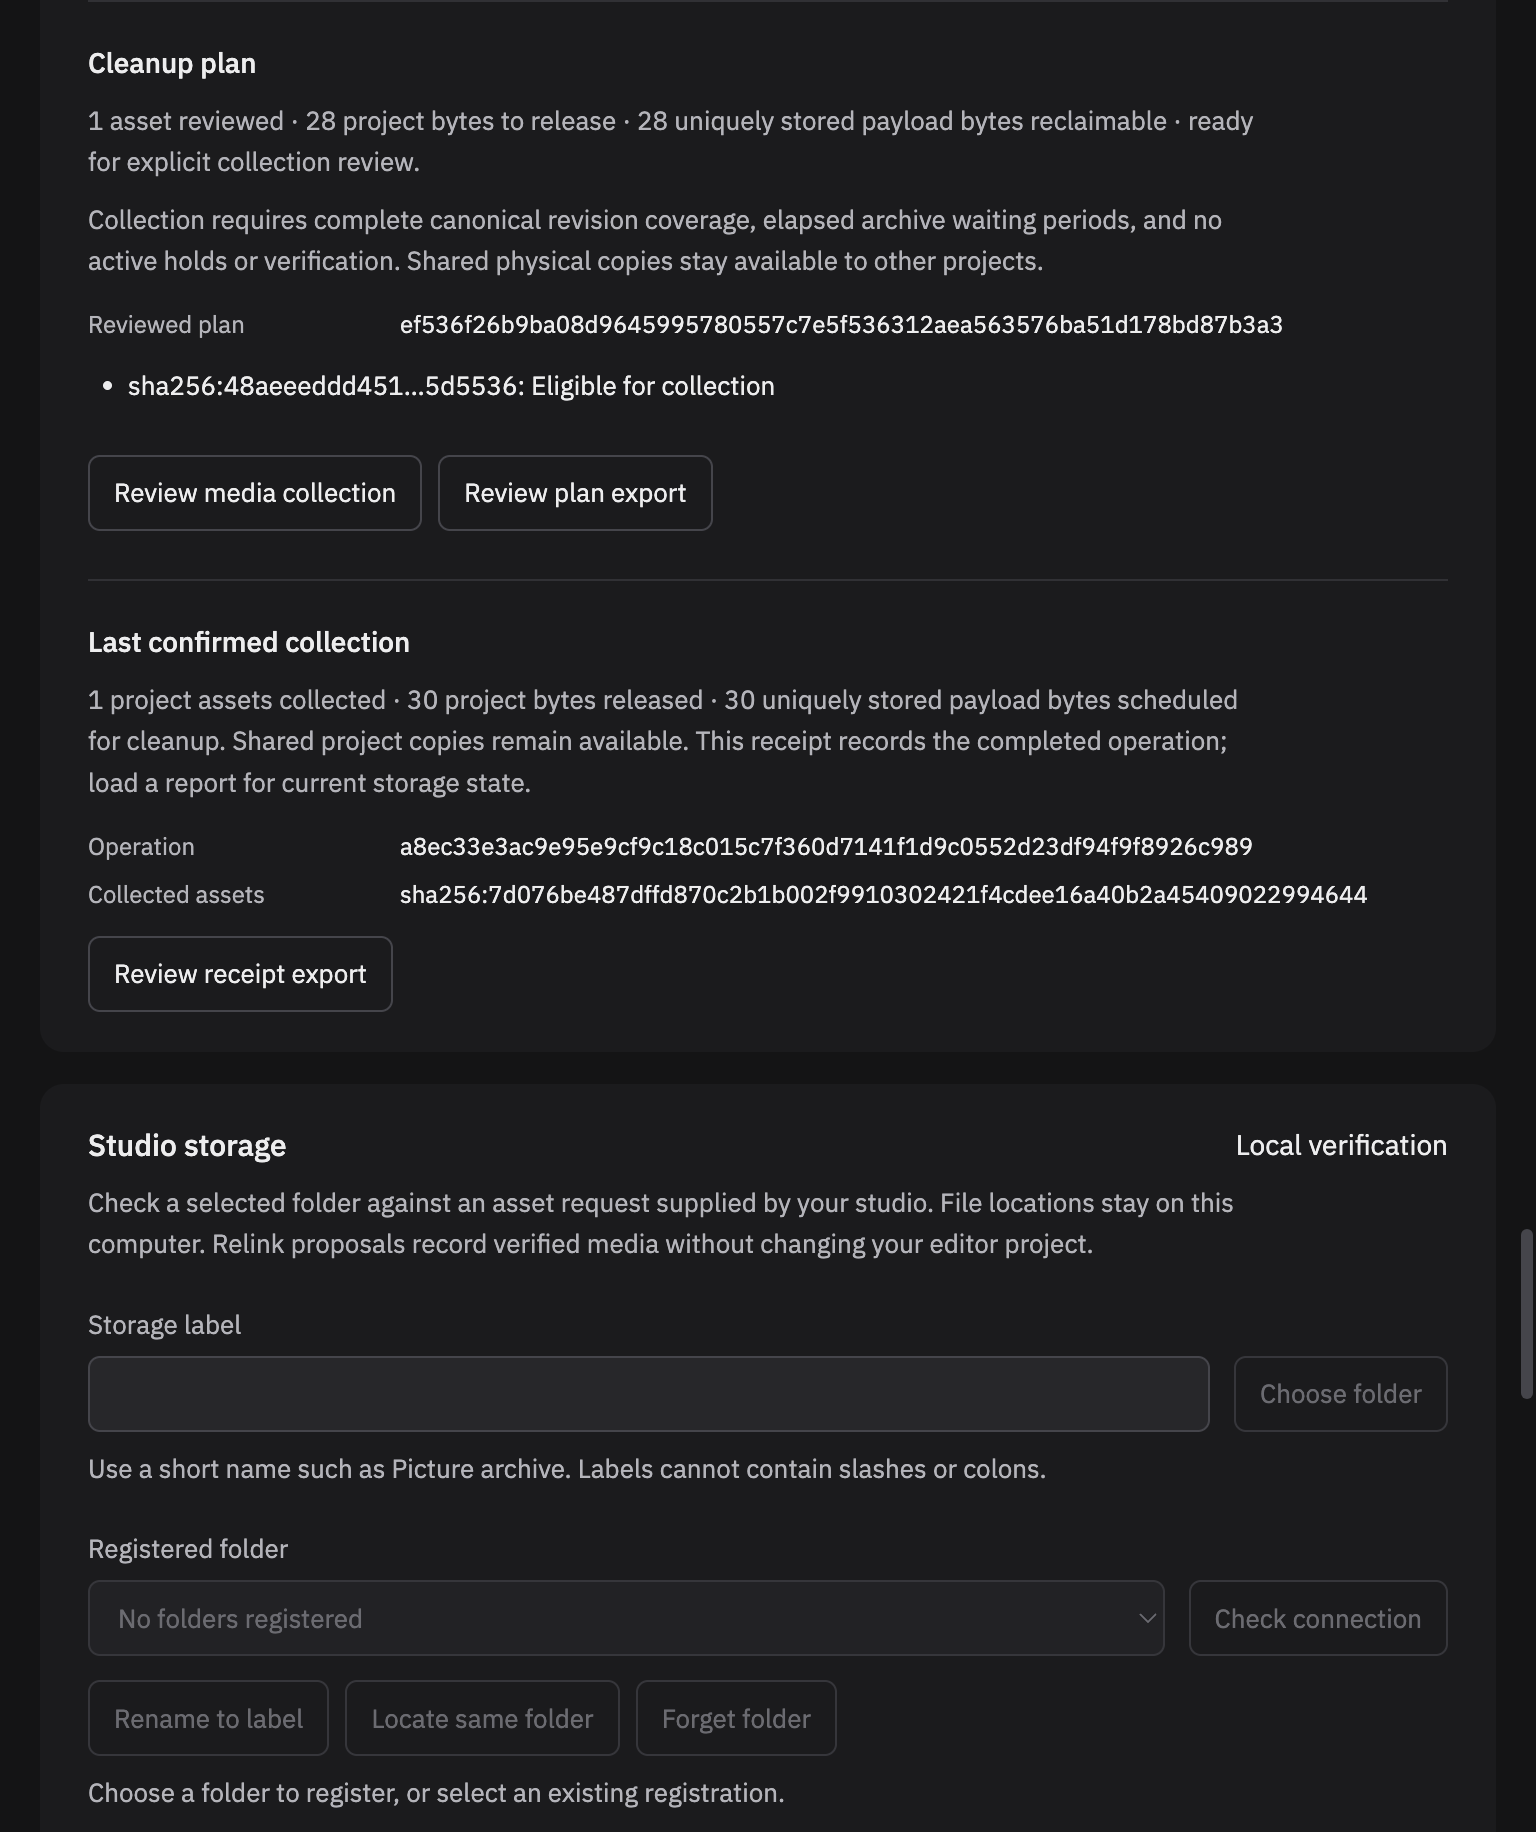 Cleanup plan
1 asset reviewed · 28 project bytes to release · 28 uniquely stored payload bytes reclaimable · ready
for explicit collection review.
Collection requires complete canonical revision coverage, elapsed archive waiting periods, and no
active holds or verification. Shared physical copies stay available to other projects.
Reviewed plan ef536f26b9ba08d9645995780557c7e5f536312aea563576ba51d178bd87b3a3
• sha256:48aeeeddd451…5d5536: Eligible for collection
Review media collection Review plan export
Last confirmed collection
1 project assets collected · 30 project bytes released · 30 uniquely stored payload bytes scheduled
for cleanup. Shared project copies remain available. This receipt records the completed operation;
load a report for current storage state.
Operation a8ec33e3ac9e95e9cf9c18c015c7f360d7141f1d9c0552d23df94f9f8926c989
Collected assets sha256:7d076be487dffd870c2b1b002f9910302421f4cdee16a40b2a45409022994644
Review receipt export
Studio storage Local verification
Check a selected folder against an asset request supplied by your studio. File locations stay on this
computer. Relink proposals record verified media without changing your editor project.
Storage label
Choose folder
Use a short name such as Picture archive. Labels cannot contain slashes or colons.
Registered folder
No folders registered Check connection
Rename to label Locate same folder Forget folder
Choose a folder to register, or select an existing registration.